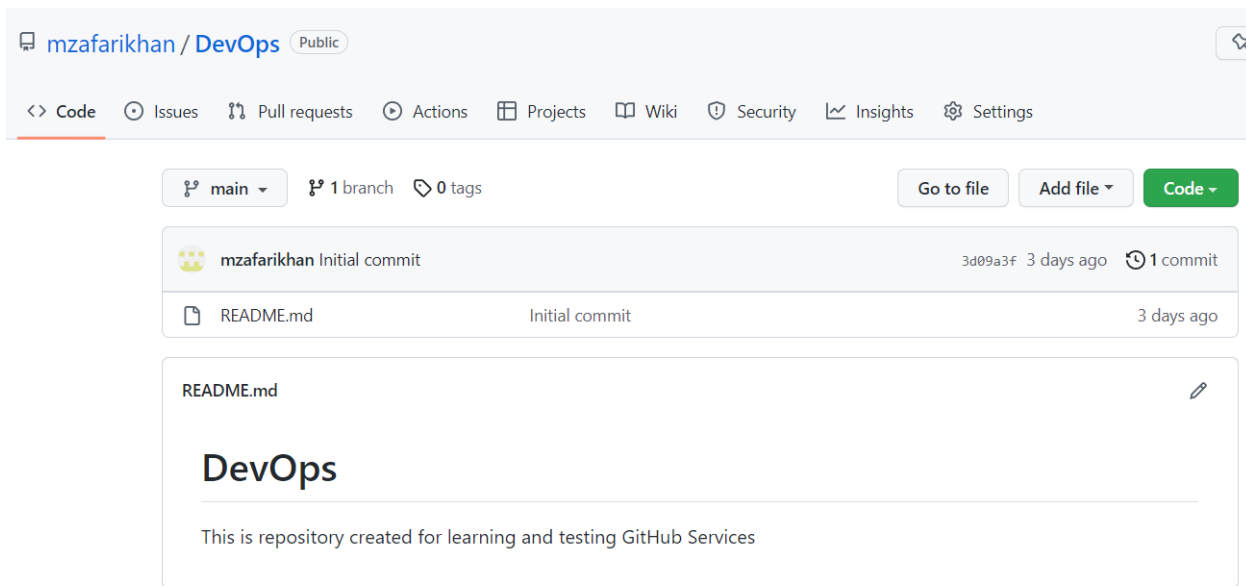 mzafarikhan / DevOps Public
Code Issues Pull requests Actions Projects Wiki Security Insights Settings
main 1 branch 0 tags Go to file Add file Code
mzafarikhan Initial commit 3d09a3f 3 days ago 1 commit
README.md Initial commit 3 days ago
README.md
DevOps
This is repository created for learning and testing GitHub Services